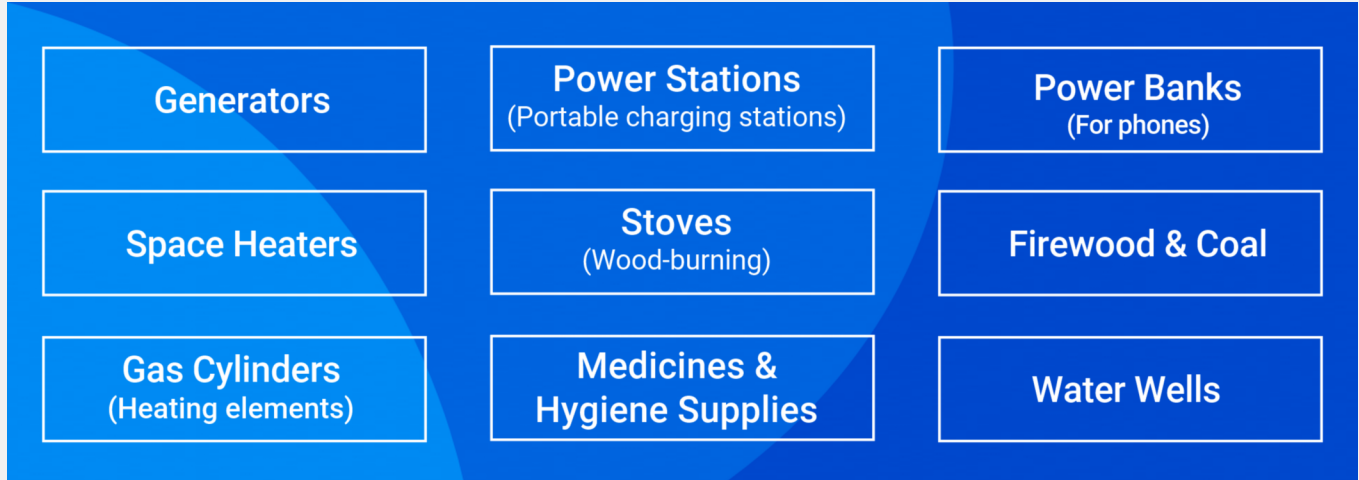 Generators
Power Stations
(Portable charging stations)
Power Banks
(For phones)
Space Heaters
Stoves
(Wood-burning)
Firewood & Coal
Gas Cylinders
(Heating elements)
Medicines &
Hygiene Supplies
Water Wells